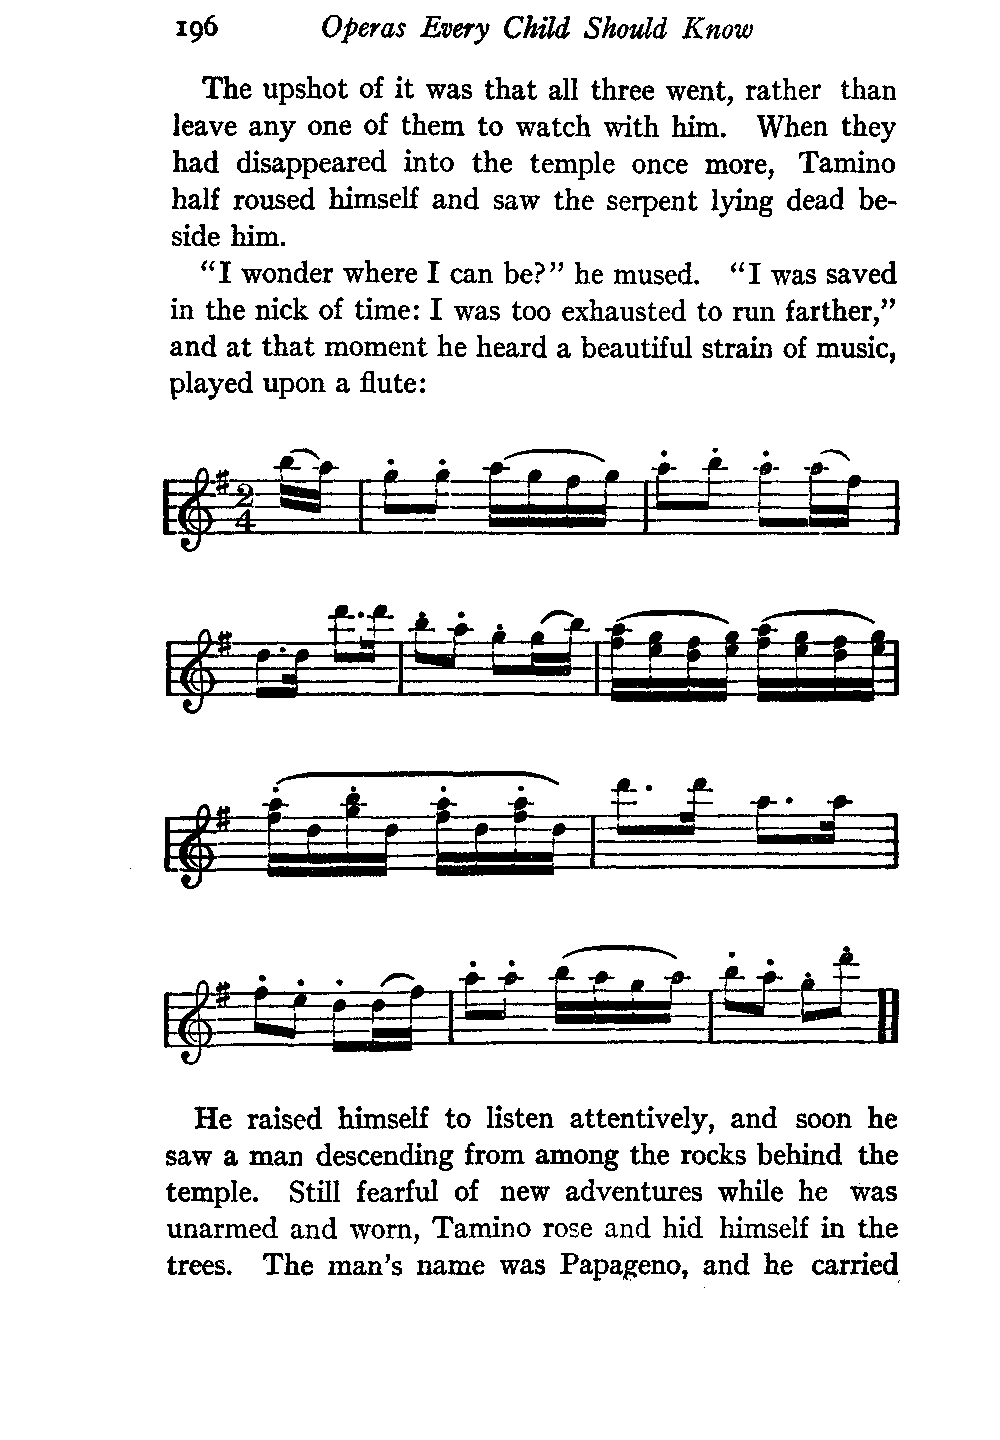 196 Operas Every Child Should Know
The upshot of it was that all three went, rather than
leave any one of them to watch with him. When they
had disappeared into the temple once more, Tamino
half roused himself and saw the serpent lying dead be-
side him.
"I wonder where I can be?" he mused. "I was saved
in the nick of time: I was too exhausted to run farther,"
and at that moment he heard a beautiful strain of music,
played upon a flute:
2
4
He raised himself to listen attentively, and soon he
saw a man descending from among the rocks behind the
temple. Still fearful of new adventures while he was
unarmed and worn, Tamino rose and hid himself in the
trees. The man's name was Papageno, and he carried